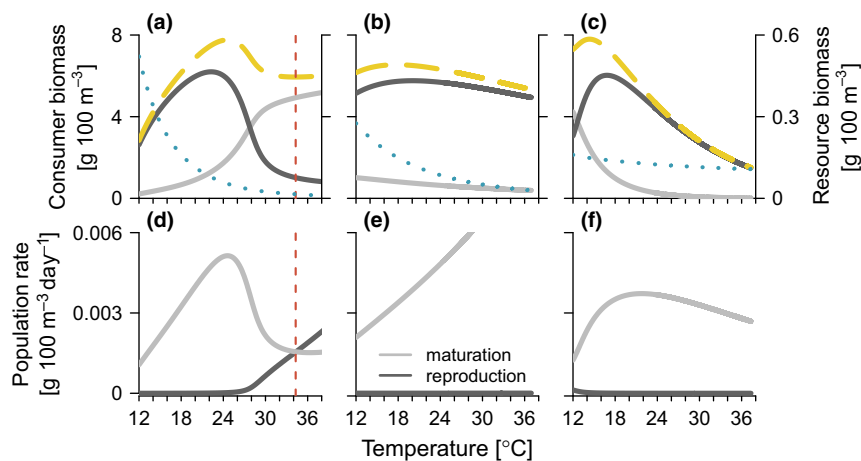 (a) (b) (c)
Consumer biomass
[g 100 m⁻³]
8
4
0
0.6
0.3
0
Resource biomass
[g 100 m⁻³]
(d) (e) (f)
Population rate
[g 100 m⁻³ day⁻¹]
0.006
0.003
0
maturation
reproduction
12 18 24 30 36 12 18 24 30 36 12 18 24 30 36
Temperature [°C]